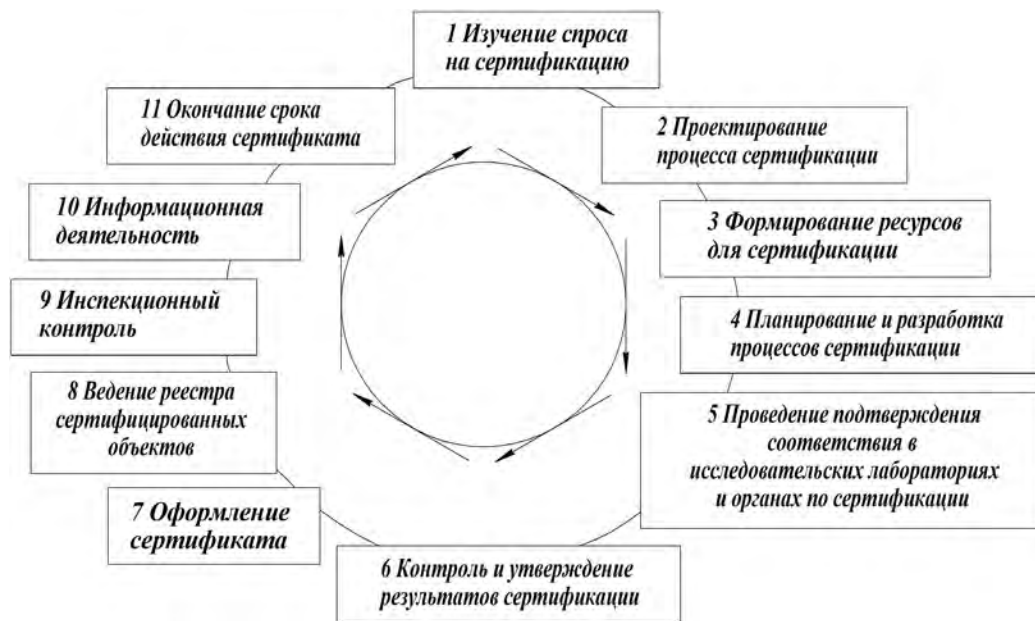 1 Изучение спроса
на сертификацию
2 Проектирование
процесса сертификации
3 Формирование ресурсов
для сертификации
4 Планирование и разработка
процессов сертификации
5 Проведение подтверждения
соответствия в
исследовательских лабораториях
и органах по сертификации
6 Контроль и утверждение
результатов сертификации
7 Оформление
сертификата
8 Ведение реестра
сертифицированных
объектов
9 Инспекционный
контроль
10 Информационная
деятельность
11 Окончание срока
действия сертификата